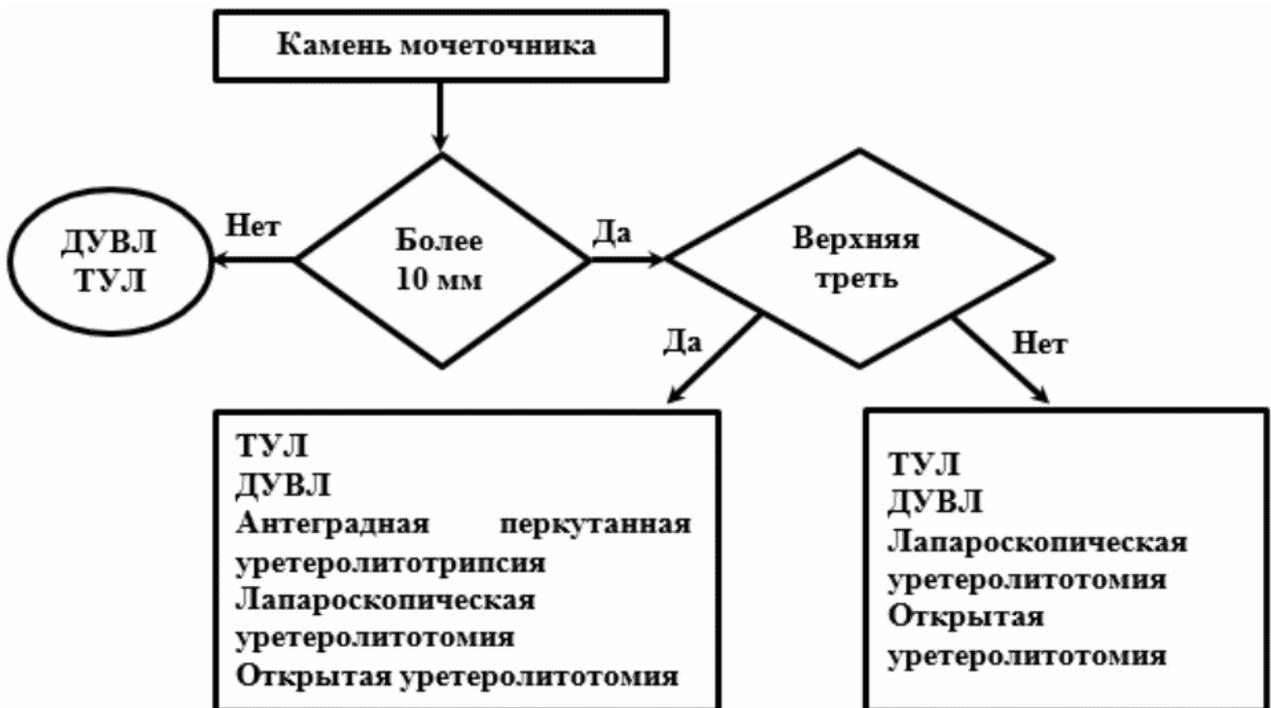 Камень мочеточника
Нет
Более
10 мм
Да
Верхняя
треть
ДУВЛ
ТУЛ
Да
Нет
ТУЛ
ДУВЛ
Антеградная перкутанная
уретеролитотрипсия
Лапароскопическая
уретеролитотомия
Открытая уретеролитотомия
ТУЛ
ДУВЛ
Лапароскопическая
уретеролитотомия
Открытая
уретеролитотомия